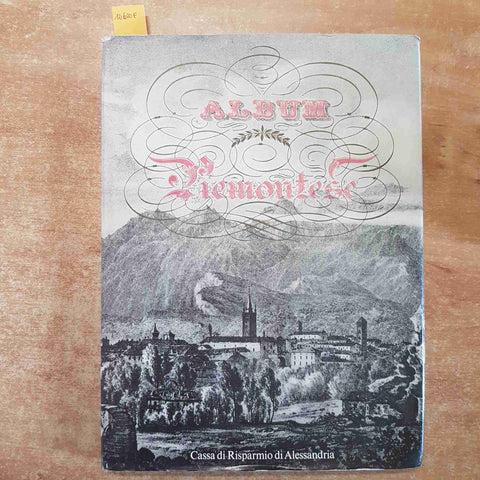 ALBUM
Piemontese
Cassa di Risparmio di Alessandria